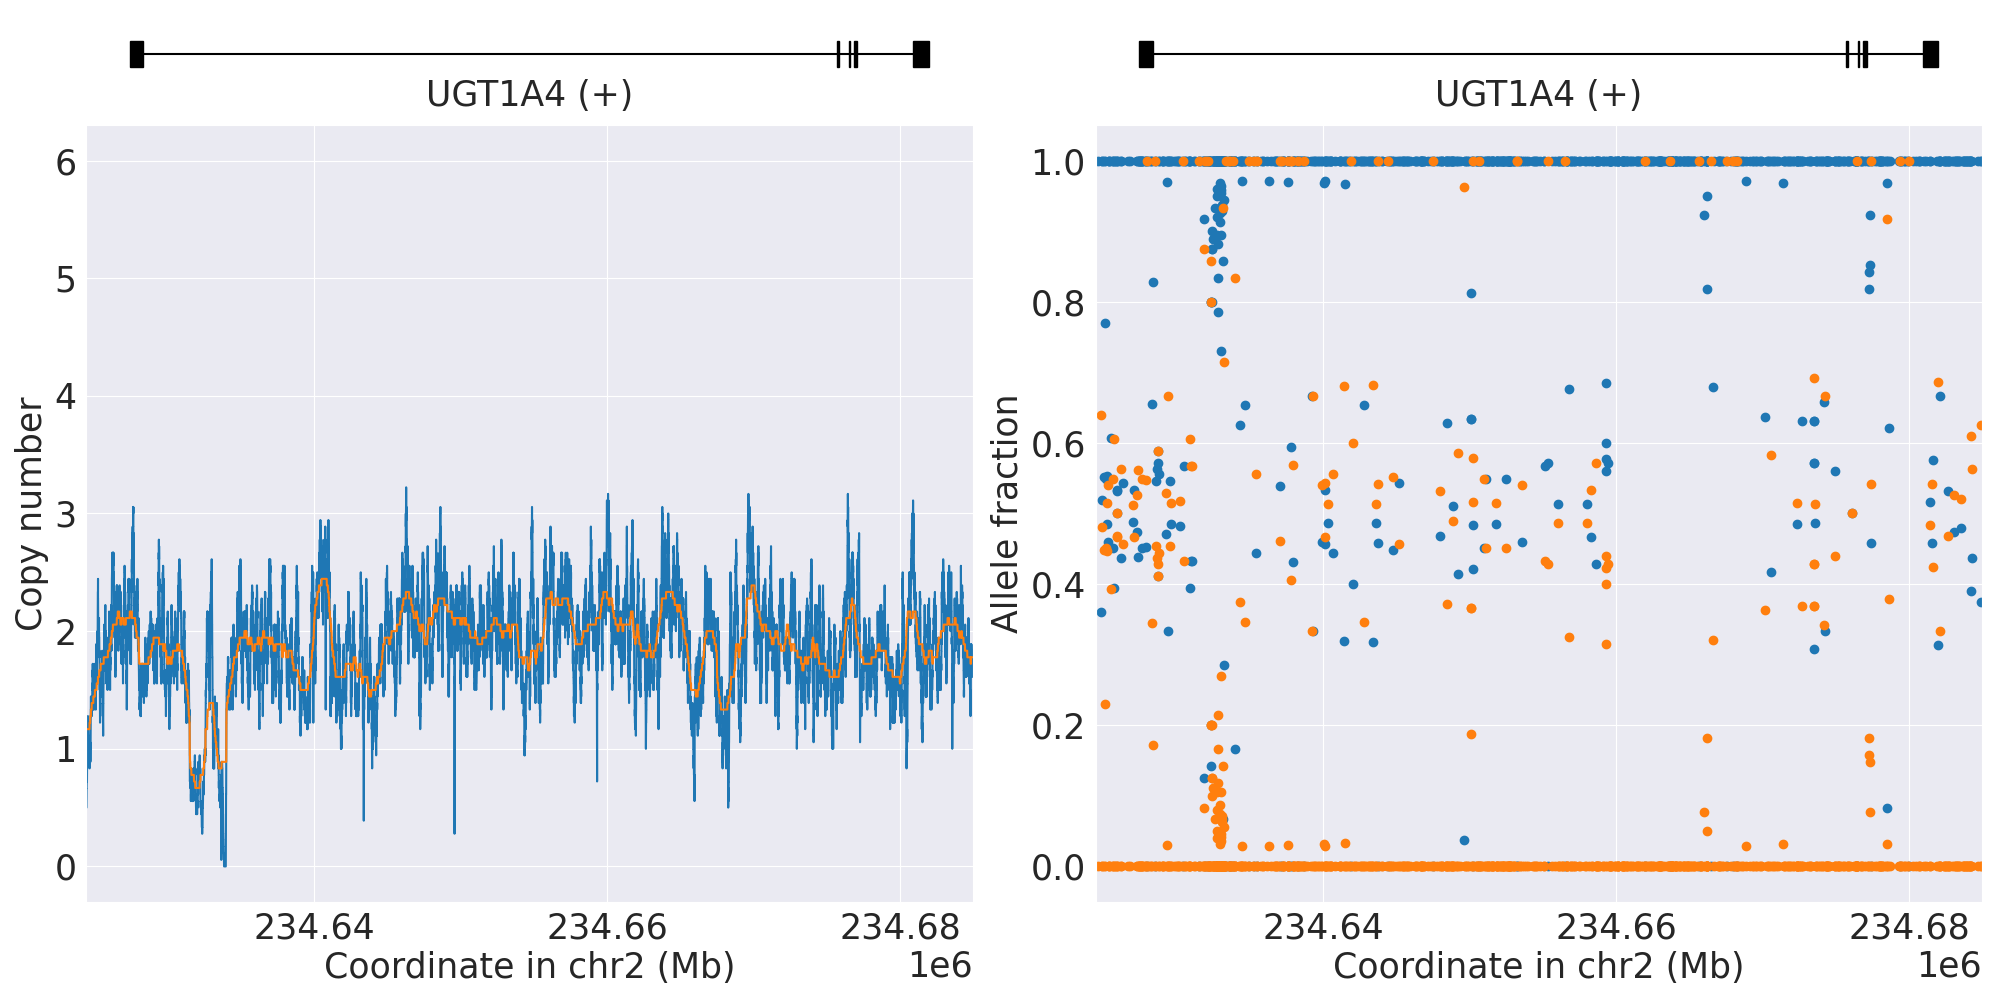 UGT1A4 (+)
6
5
4
3
2
1
0
Copy number
234.64
234.66
234.68
Coordinate in chr2 (Mb)
1e6
UGT1A4 (+)
1.0
0.8
0.6
0.4
0.2
0.0
Allele fraction
234.64
234.66
234.68
Coordinate in chr2 (Mb)
1e6